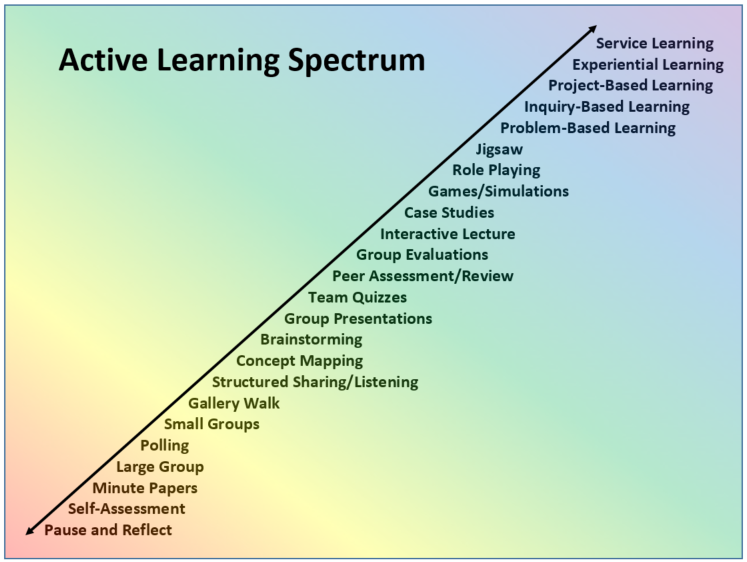 Active Learning Spectrum
Service Learning
Experiential Learning
Project-Based Learning
Inquiry-Based Learning
Problem-Based Learning
Jigsaw
Role Playing
Games/Simulations
Case Studies
Interactive Lecture
Group Evaluations
Peer Assessment/Review
Team Quizzes
Group Presentations
Brainstorming
Concept Mapping
Structured Sharing/Listening
Gallery Walk
Small Groups
Polling
Large Group
Minute Papers
Self-Assessment
Pause and Reflect